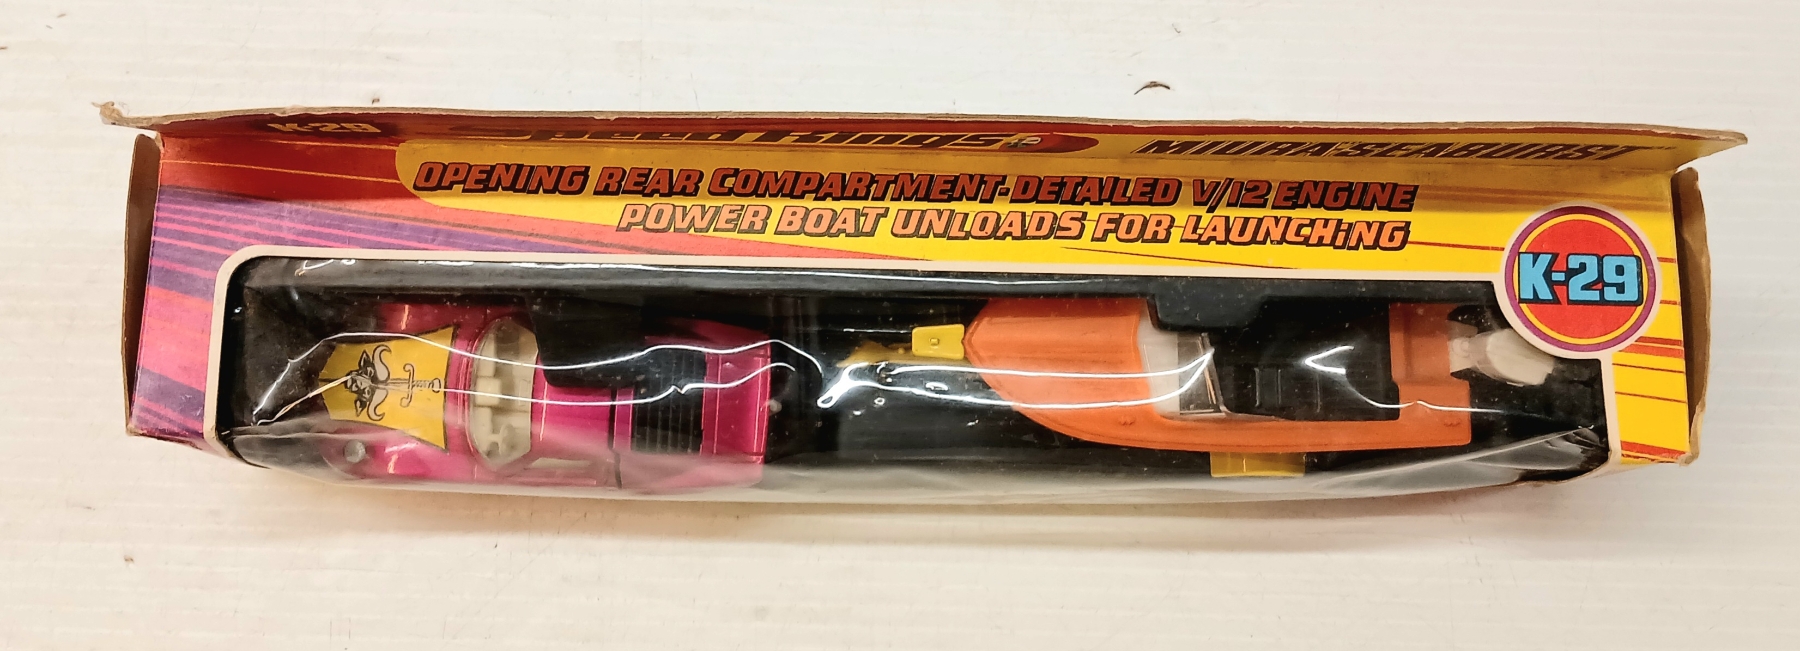 K-29
Speed Kings
MIURA SEABURST
OPENING REAR COMPARTMENT-DETAILED V/12 ENGINE
POWER BOAT UNLOADS FOR LAUNCHiNG
K-29